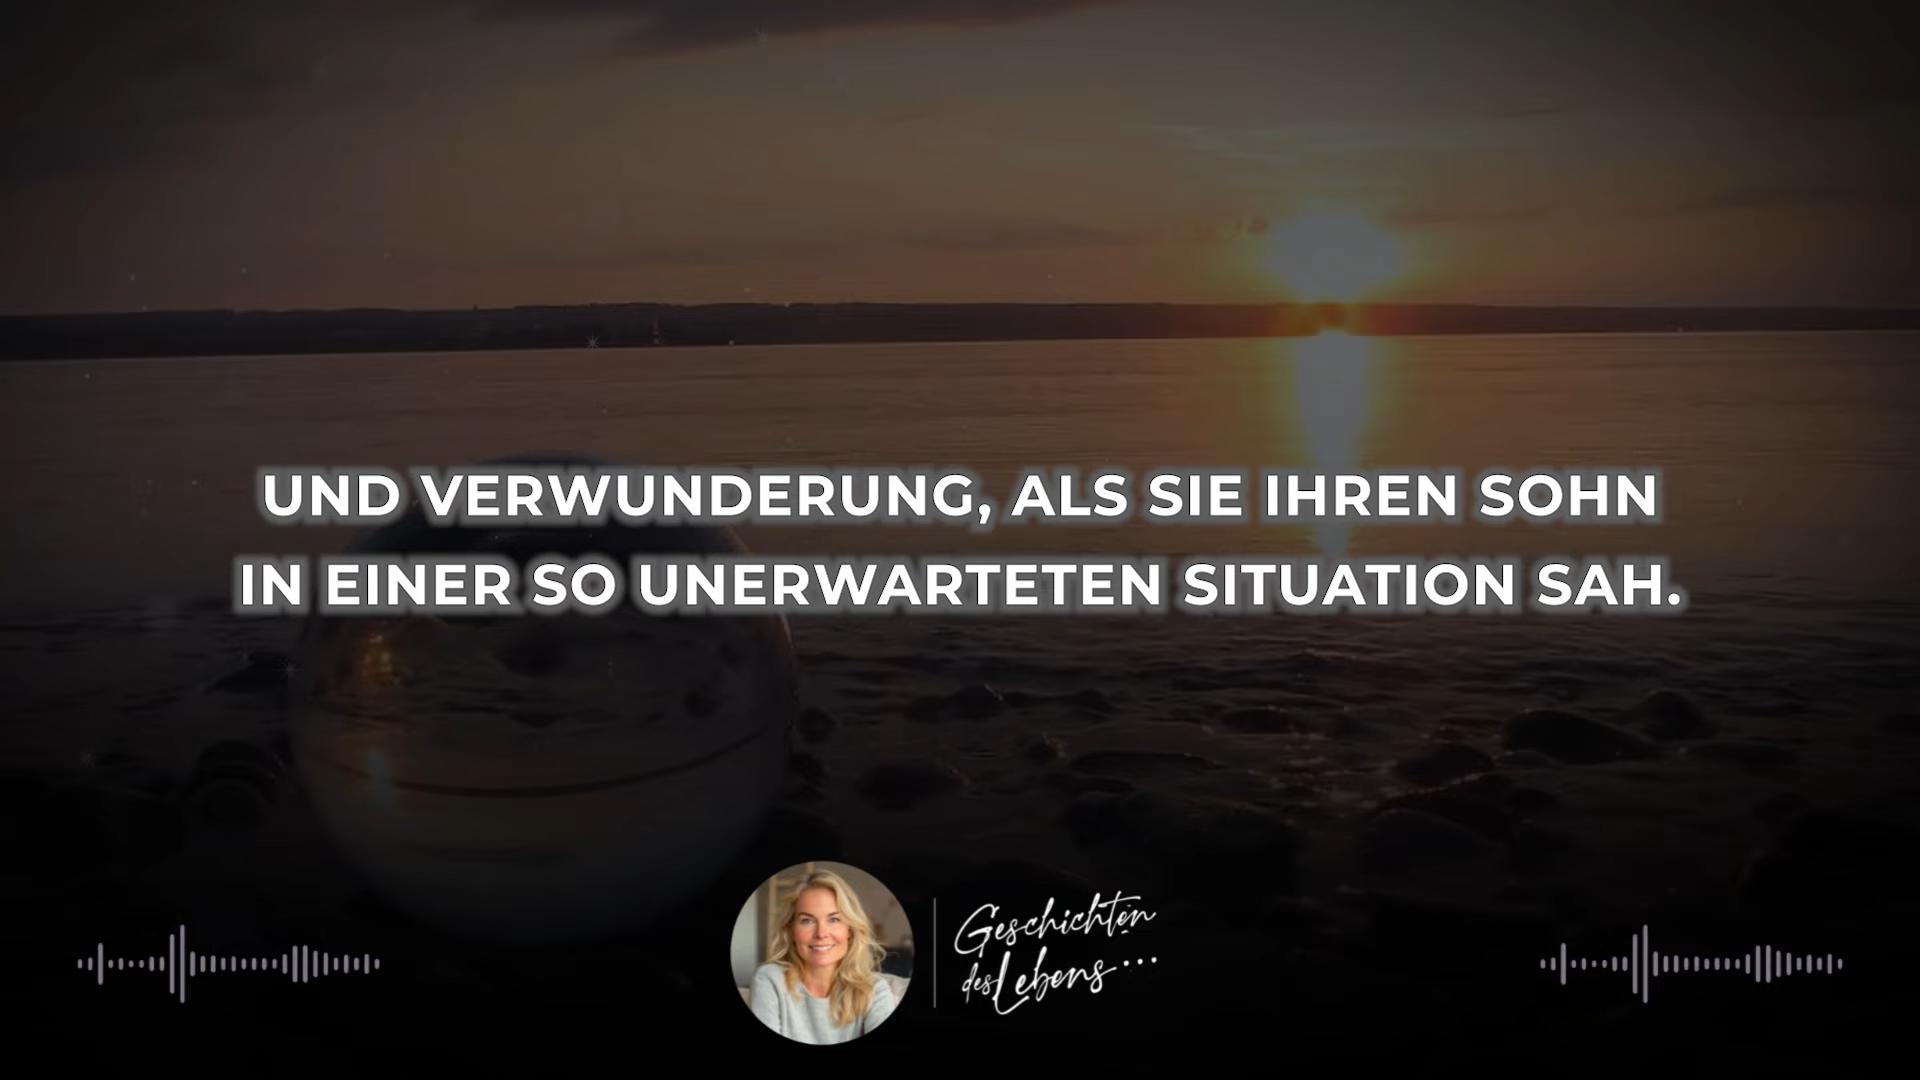 UND VERWUNDERUNG, ALS SIE IHREN SOHN
IN EINER SO UNERWARTETEN SITUATION SAH.
Geschichten
des Lebens...